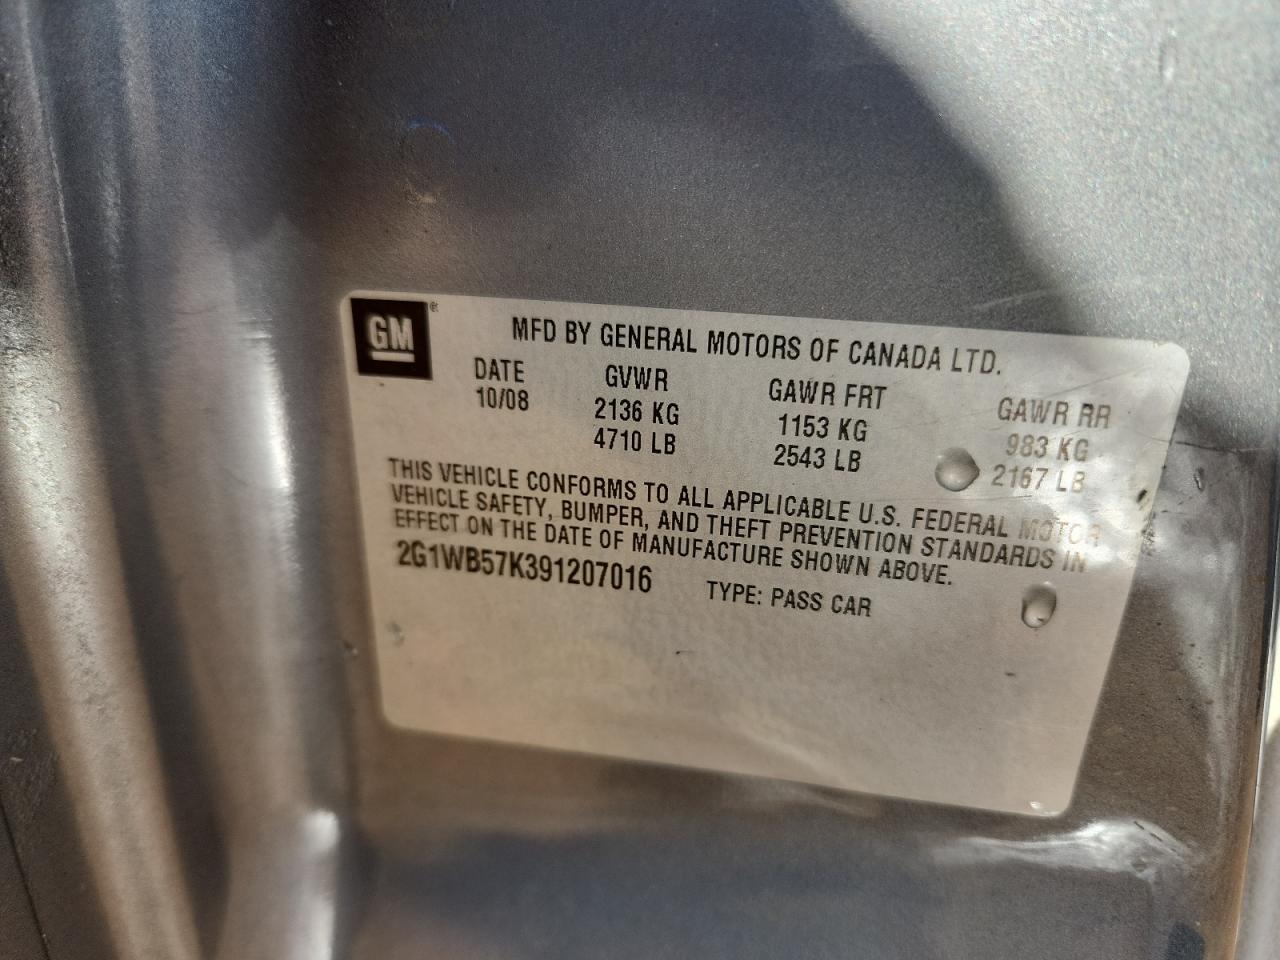 GM®
MFD BY GENERAL MOTORS OF CANADA LTD.
DATE GVWR GAWR FRT GAWR RR
10/08 2136 KG 1153 KG 983 KG
4710 LB 2543 LB 2167 LB
THIS VEHICLE CONFORMS TO ALL APPLICABLE U.S. FEDERAL MOTOR
VEHICLE SAFETY, BUMPER, AND THEFT PREVENTION STANDARDS IN
EFFECT ON THE DATE OF MANUFACTURE SHOWN ABOVE.
2G1WB57K391207016 TYPE: PASS CAR